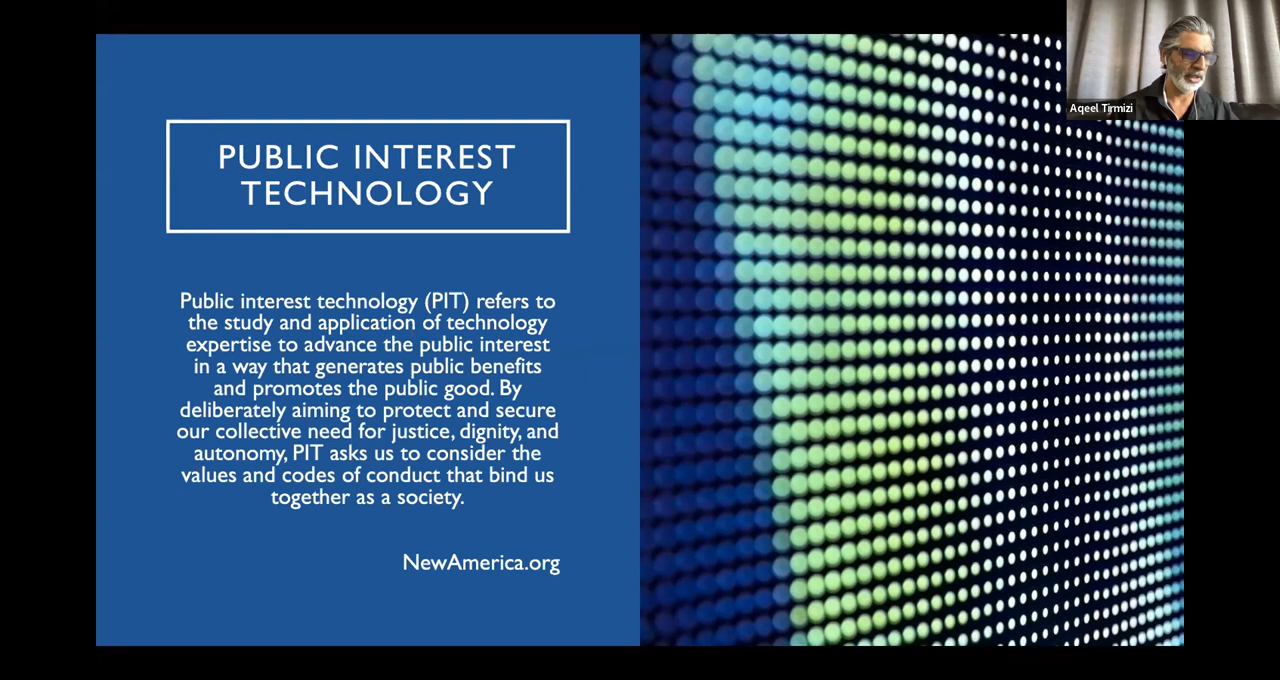 PUBLIC INTEREST
TECHNOLOGY
Public interest technology (PIT) refers to
the study and application of technology
expertise to advance the public interest
in a way that generates public benefits
and promotes the public good. By
deliberately aiming to protect and secure
our collective need for justice, dignity, and
autonomy, PIT asks us to consider the
values and codes of conduct that bind us
together as a society.
NewAmerica.org
Aqeel Tirmizi